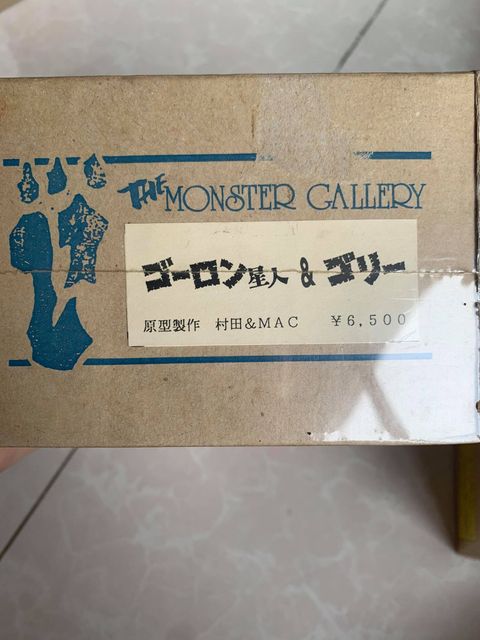 THE MONSTER GALLERY
ゴーロン星人 & ゴリー
原型製作 村田&MAC ¥6,500